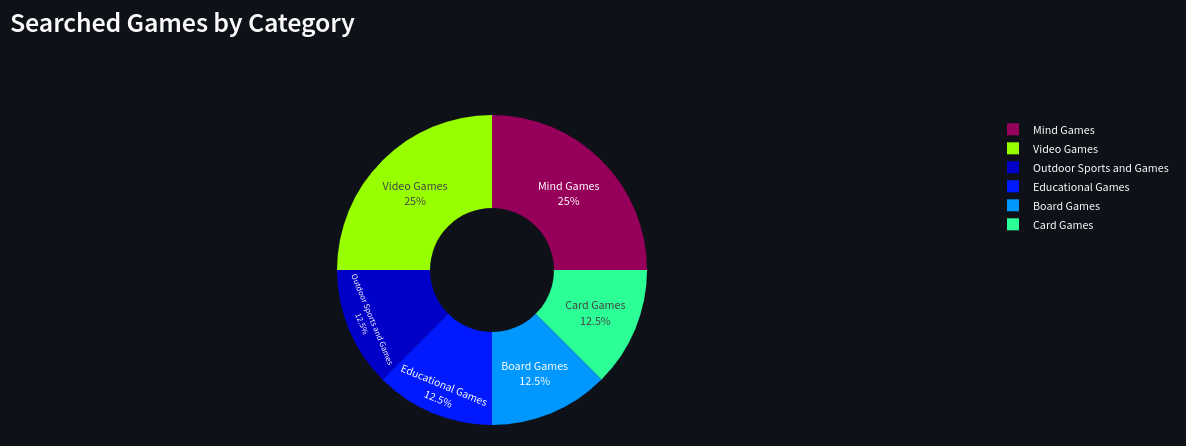 Searched Games by Category
Video Games
25%
Mind Games
25%
Outdoor Sports and Games
12.5%
Educational Games
12.5%
Board Games
12.5%
Card Games
12.5%
Mind Games
Video Games
Outdoor Sports and Games
Educational Games
Board Games
Card Games